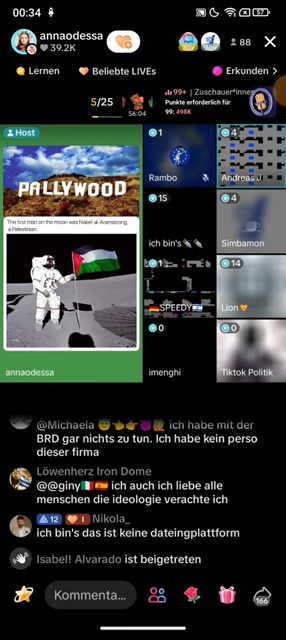 00:34
57
annaodessa
39.2K
88
Lernen
Beliebte LIVEs
Erkunden
5/25
56:04
99+ | Zuschauer*innen
Punkte erforderlich für
99: 498K
Host
PALLYWOOD
The first man on the moon was Naeel al-Aramstrong,
a Palestinian.
annaodessa
1
Rambo
4
Andreas J
15
ich bin's
4
Simbamon
1
SPEEDY
14
Lion
0
imenghi
0
Tiktok Politik
@Michaela 😇👈👉😈🙋 ich habe mit der
BRD gar nichts zu tun. Ich habe kein perso
dieser firma
Löwenherz Iron Dome
@@giny🇮🇹🇪🇸 ich auch ich liebe alle
menschen die ideologie verachte ich
12 1 Nikola_
ich bin's das ist keine dateingplattform
Isabel! Alvarado ist beigetreten
Kommenta...
166